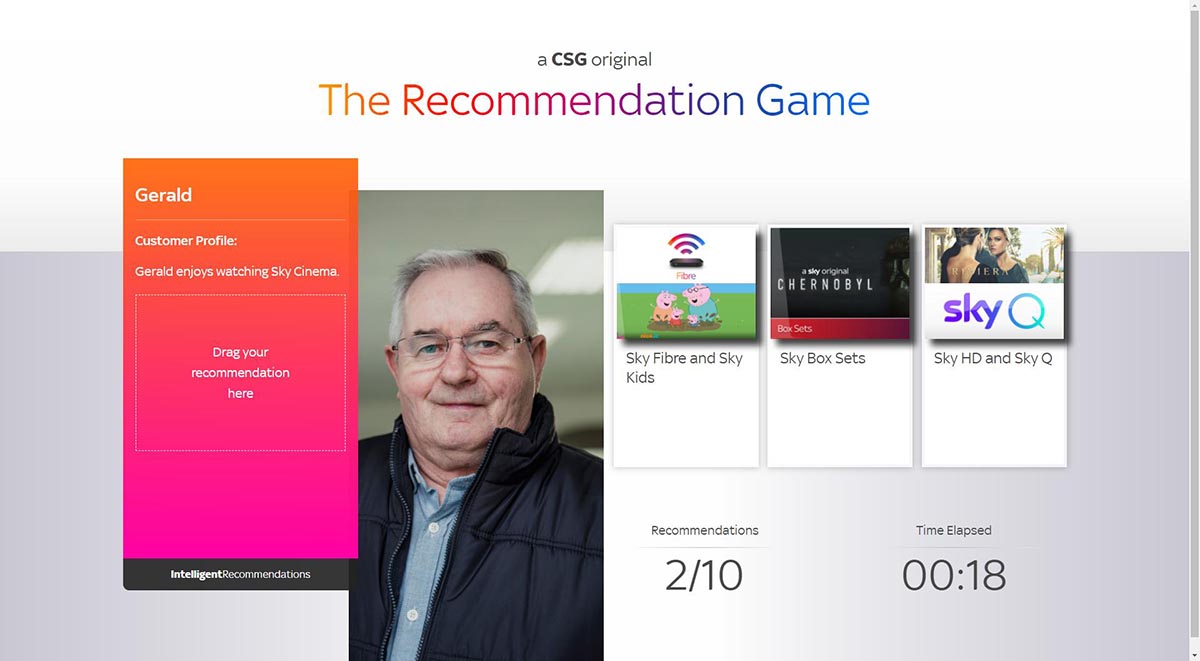 a CSG original
The Recommendation Game
Gerald
Customer Profile:
Gerald enjoys watching Sky Cinema.
Drag your
recommendation
here
IntelligentRecommendations
Fibre
Sky Fibre and Sky
Kids
a sky original
CHERNOBYL
Box Sets
Sky Box Sets
RIVIERA
sky Q
Sky HD and Sky Q
Recommendations
2/10
Time Elapsed
00:18